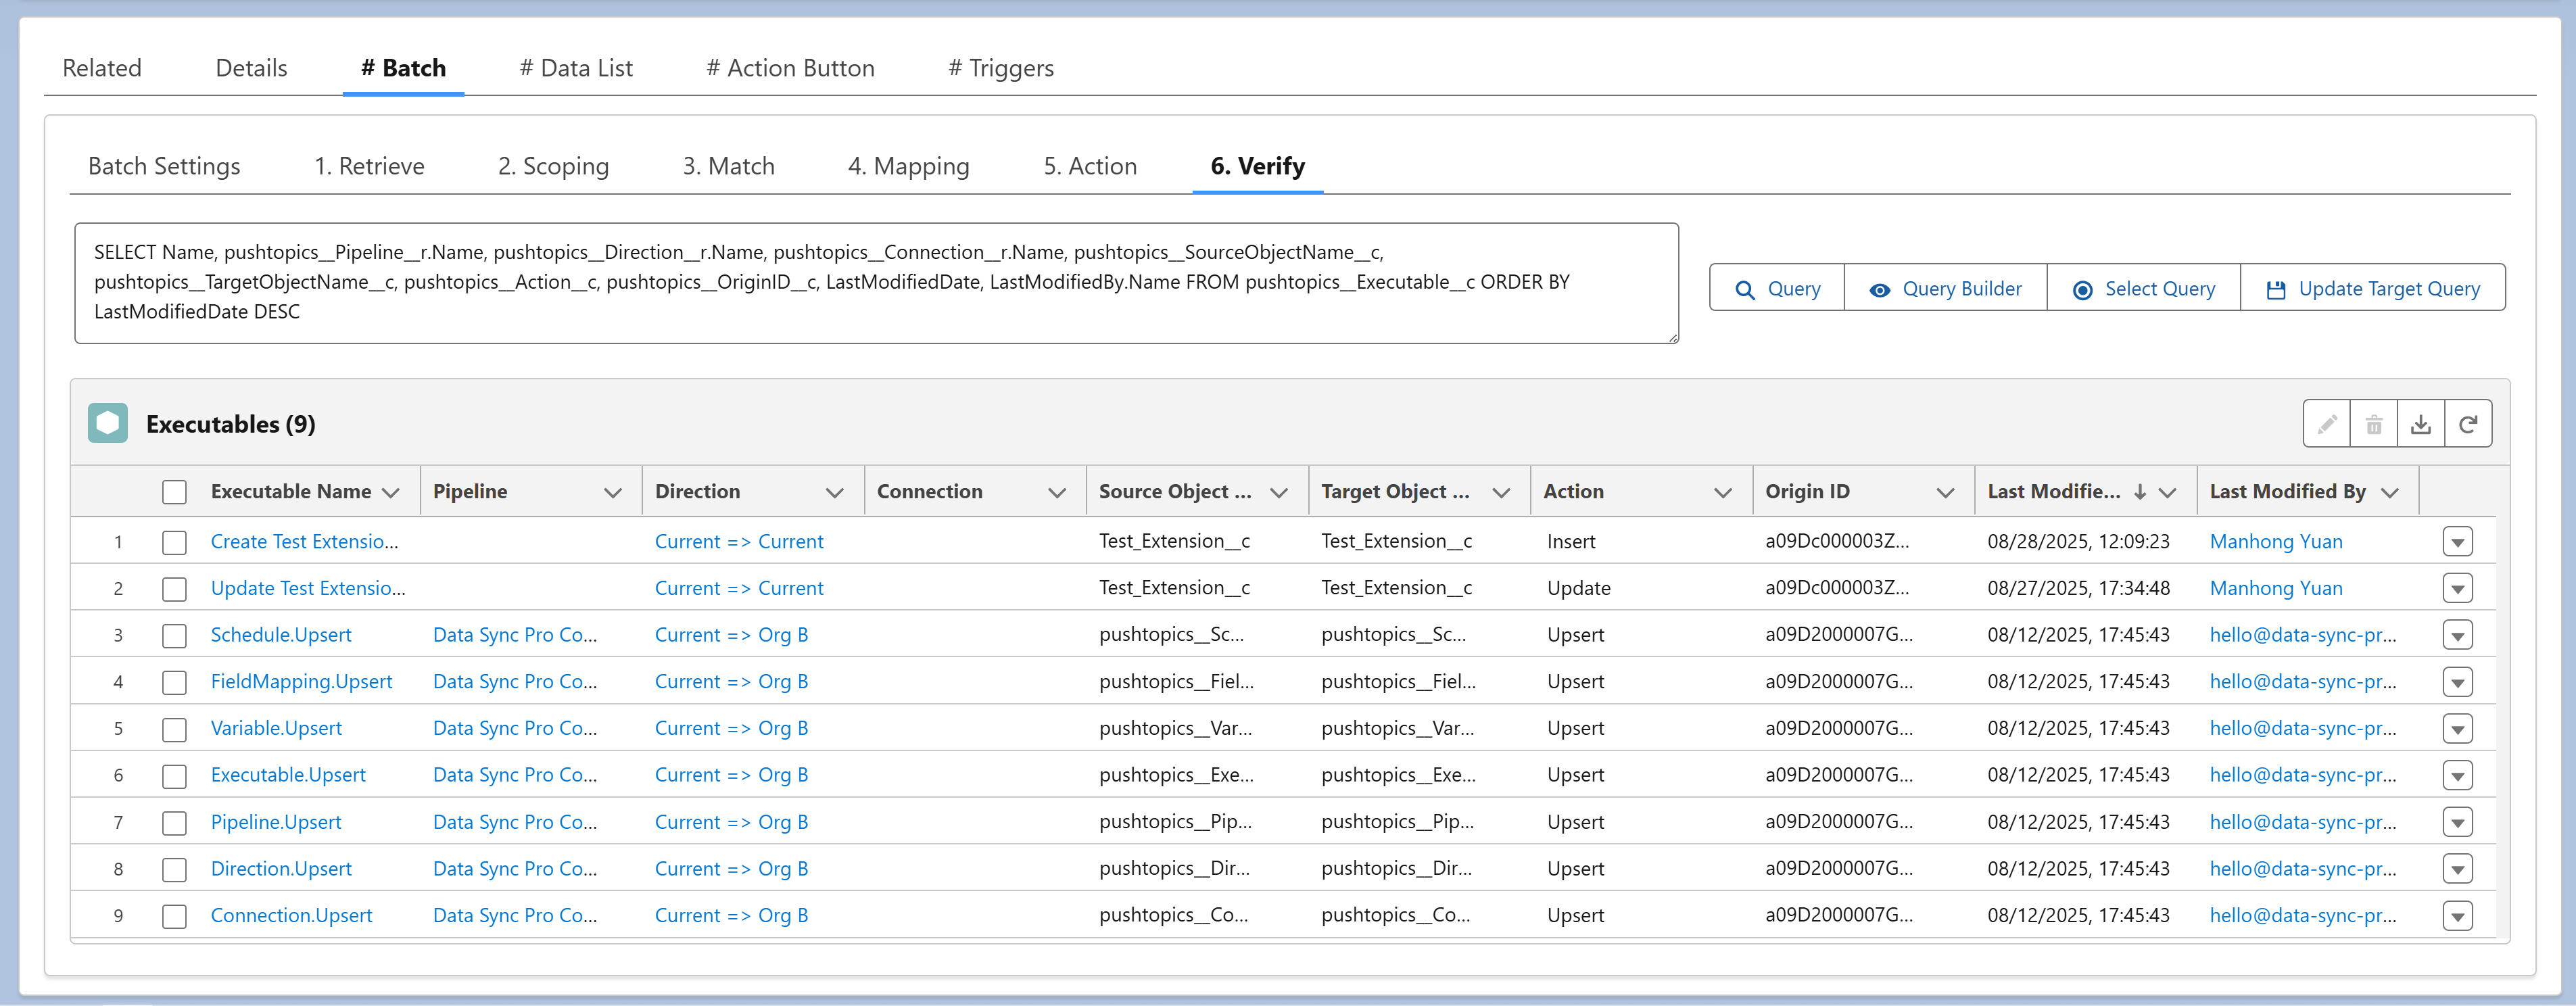 Related Details # Batch # Data List # Action Button # Triggers
Batch Settings 1. Retrieve 2. Scoping 3. Match 4. Mapping 5. Action 6. Verify
SELECT Name, pushtopics__Pipeline__r.Name, pushtopics__Direction__r.Name, pushtopics__Connection__r.Name, pushtopics__SourceObjectName__c,
pushtopics__TargetObjectName__c, pushtopics__Action__c, pushtopics__OriginID__c, LastModifiedDate, LastModifiedBy.Name FROM pushtopics__Executable__c ORDER BY
LastModifiedDate DESC
Query Query Builder Select Query Update Target Query
Executables (9)
Executable Name Pipeline Direction Connection Source Object ... Target Object ... Action Origin ID Last Modifie... Last Modified By
1 Create Test Extensio... Current => Current Test_Extension__c Test_Extension__c Insert a09Dc000003Z... 08/28/2025, 12:09:23 Manhong Yuan
2 Update Test Extensio... Current => Current Test_Extension__c Test_Extension__c Update a09Dc000003Z... 08/27/2025, 17:34:48 Manhong Yuan
3 Schedule.Upsert Data Sync Pro Co... Current => Org B pushtopics__Sc... pushtopics__Sc... Upsert a09D2000007G... 08/12/2025, 17:45:43 hello@data-sync-pr...
4 FieldMapping.Upsert Data Sync Pro Co... Current => Org B pushtopics__Fiel... pushtopics__Fiel... Upsert a09D2000007G... 08/12/2025, 17:45:43 hello@data-sync-pr...
5 Variable.Upsert Data Sync Pro Co... Current => Org B pushtopics__Var... pushtopics__Var... Upsert a09D2000007G... 08/12/2025, 17:45:43 hello@data-sync-pr...
6 Executable.Upsert Data Sync Pro Co... Current => Org B pushtopics__Exe... pushtopics__Exe... Upsert a09D2000007G... 08/12/2025, 17:45:43 hello@data-sync-pr...
7 Pipeline.Upsert Data Sync Pro Co... Current => Org B pushtopics__Pip... pushtopics__Pip... Upsert a09D2000007G... 08/12/2025, 17:45:43 hello@data-sync-pr...
8 Direction.Upsert Data Sync Pro Co... Current => Org B pushtopics__Dir... pushtopics__Dir... Upsert a09D2000007G... 08/12/2025, 17:45:43 hello@data-sync-pr...
9 Connection.Upsert Data Sync Pro Co... Current => Org B pushtopics__Co... pushtopics__Co... Upsert a09D2000007G... 08/12/2025, 17:45:43 hello@data-sync-pr...